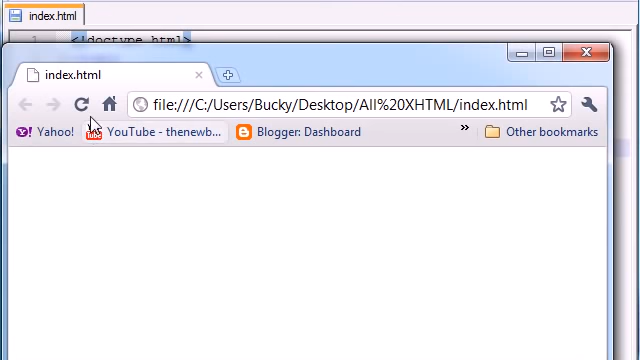 index.html
1 <!doctype html>
index.html
file:///C:/Users/Bucky/Desktop/All%20XHTML/index.html
Yahoo! YouTube - thenewb... Blogger: Dashboard » Other bookmarks